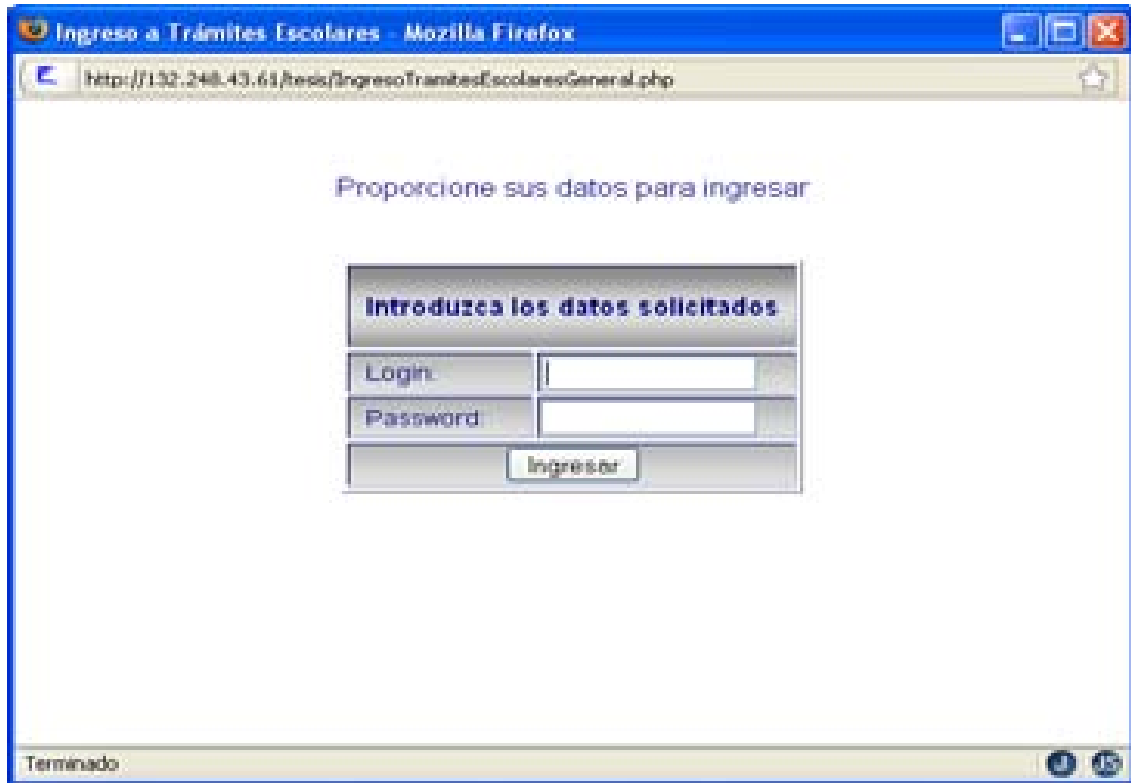 Ingreso a Trámites Escolares - Mozilla Firefox
http://132.248.43.61/tesis/IngresoTramitesEscolaresGeneral.php
Proporcione sus datos para ingresar
Introduzca los datos solicitados
Login:
Password:
Ingresar
Terminado